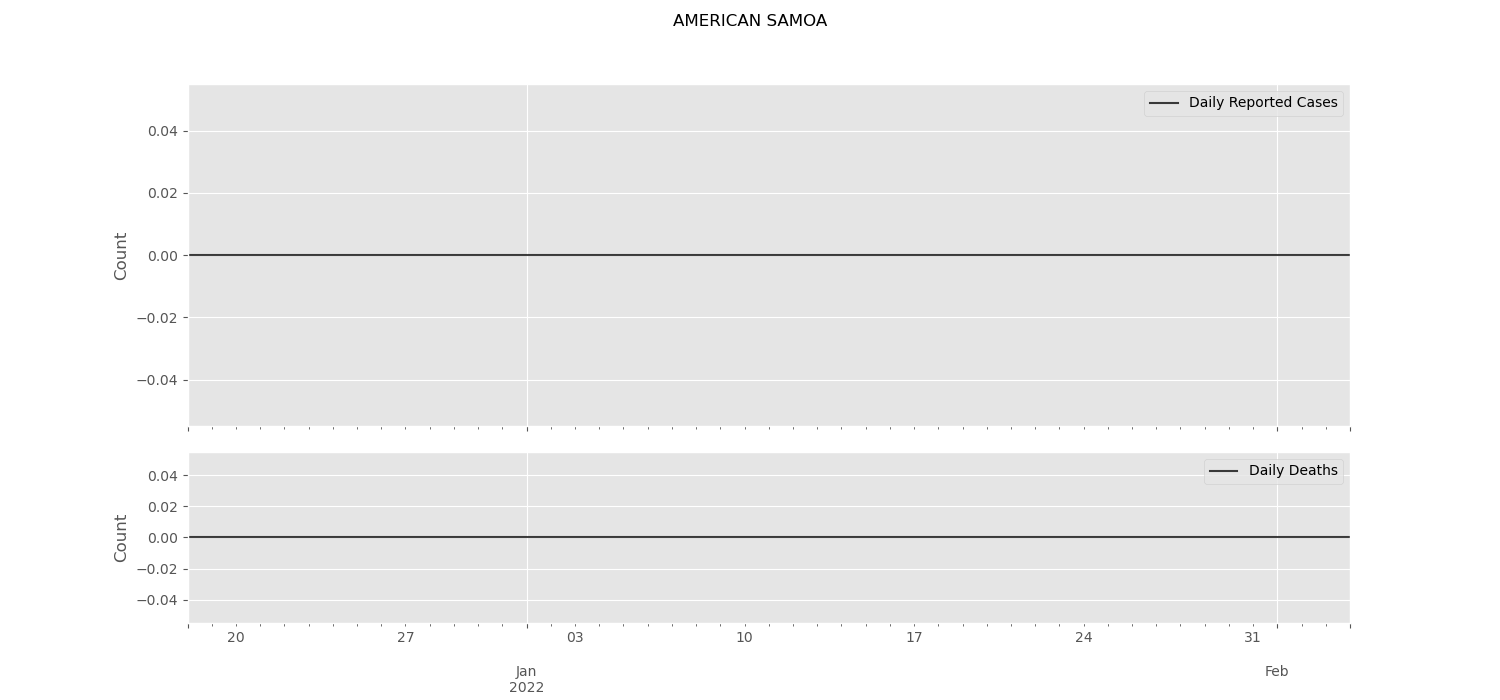 AMERICAN SAMOA
Daily Reported Cases
0.04
0.02
0.00
−0.02
−0.04
Count
Daily Deaths
0.04
0.02
0.00
−0.02
−0.04
Count
20 27 03 10 17 24 31
Jan Feb
2022